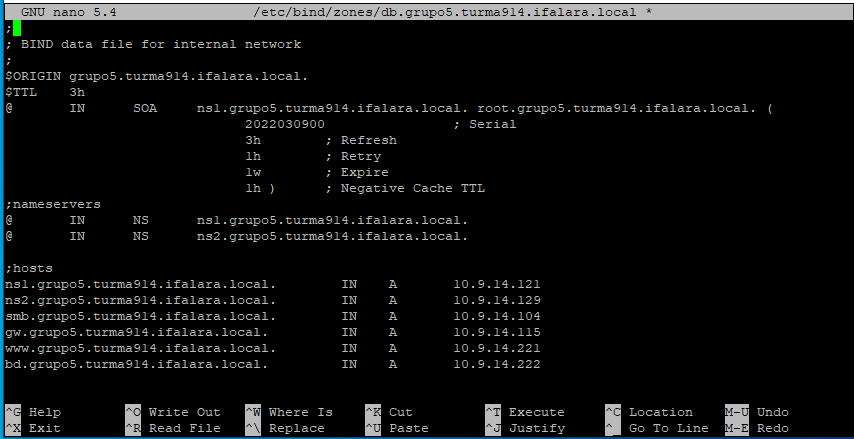 GNU nano 5.4 /etc/bind/zones/db.grupo5.turma914.ifalara.local *
;
; BIND data file for internal network
;
$ORIGIN grupo5.turma914.ifalara.local.
$TTL 3h
@ IN SOA ns1.grupo5.turma914.ifalara.local. root.grupo5.turma914.ifalara.local. (
2022030900 ; Serial
3h ; Refresh
1h ; Retry
1w ; Expire
1h ) ; Negative Cache TTL
;nameservers
@ IN NS ns1.grupo5.turma914.ifalara.local.
@ IN NS ns2.grupo5.turma914.ifalara.local.
;hosts
ns1.grupo5.turma914.ifalara.local. IN A 10.9.14.121
ns2.grupo5.turma914.ifalara.local. IN A 10.9.14.129
smb.grupo5.turma914.ifalara.local. IN A 10.9.14.104
gw.grupo5.turma914.ifalara.local. IN A 10.9.14.115
www.grupo5.turma914.ifalara.local. IN A 10.9.14.221
bd.grupo5.turma914.ifalara.local. IN A 10.9.14.222
^G Help ^O Write Out ^W Where Is ^K Cut ^T Execute ^C Location M-U Undo
^X Exit ^R Read File ^\ Replace ^U Paste ^J Justify ^_ Go To Line M-E Redo